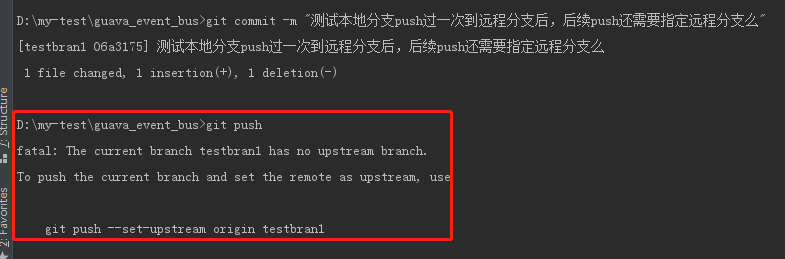 D:\my-test\guava_event_bus>git commit -m "测试本地分支push过一次到远程分支后，后续push还需要指定远程分支么"
[testbran1 06a3175] 测试本地分支push过一次到远程分支后，后续push还需要指定远程分支么
1 file changed, 1 insertion(+), 1 deletion(-)
D:\my-test\guava_event_bus>git push
fatal: The current branch testbran1 has no upstream branch.
To push the current branch and set the remote as upstream, use
git push --set-upstream origin testbran1
7: Structure
2: Favorites